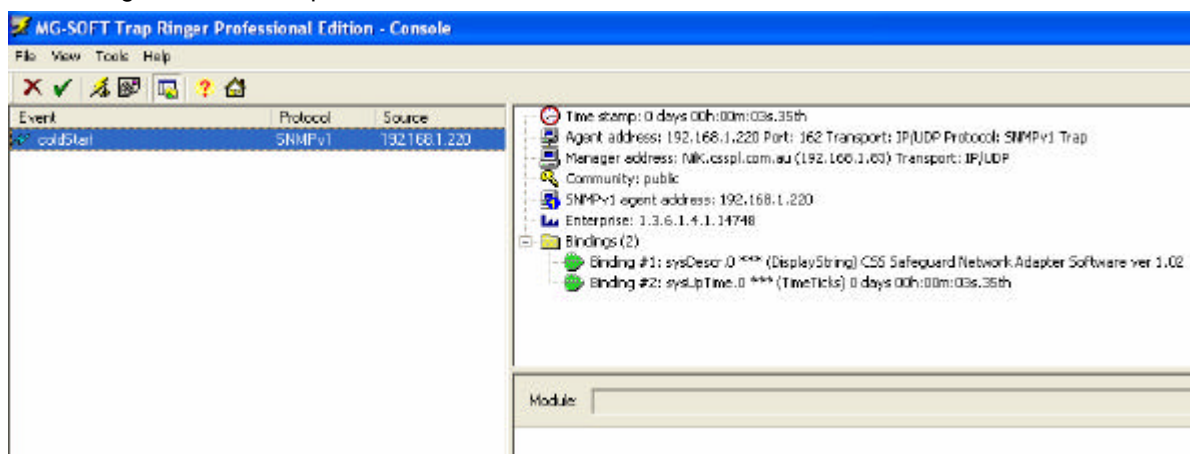 MG-SOFT Trap Ringer Professional Edition - Console
File View Tools Help
Event Protocol Source
coldStart SNMPv1 192.168.1.220
Time stamp: 0 days 00h:00m:03s.35th
Agent address: 192.168.1.220 Port: 162 Transport: IP/UDP Protocol: SNMPv1 Trap
Manager address: NIK.csspl.com.au (192.168.1.63) Transport: IP/UDP
Community: public
SNMPv1 agent address: 192.168.1.220
Enterprise: 1.3.6.1.4.1.14748
Bindings (2)
Binding #1: sysDescr.0 *** (DisplayString) CSS Safeguard Network Adapter Software ver 1.02
Binding #2: sysUpTime.0 *** (TimeTicks) 0 days 00h:00m:03s.35th
Module: